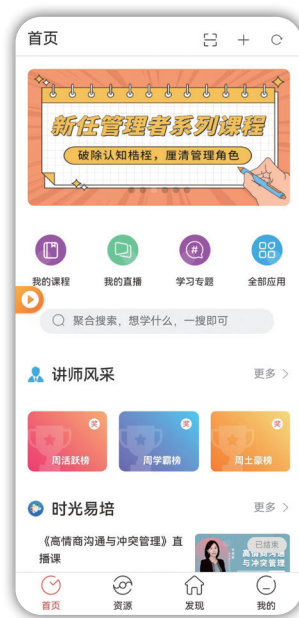 首页
新任管理者系列课程
破除认知梏桎，厘清管理角色
我的课程
我的直播
学习专题
全部应用
聚合搜索，想学什么，一搜即可
讲师风采
更多 >
奖
奖
奖
周活跃榜
周学霸榜
周土豪榜
时光易培
更多 >
《高情商沟通与冲突管理》直
播课
已结束
高情商沟通
与冲突管理
首页
资源
发现
我的